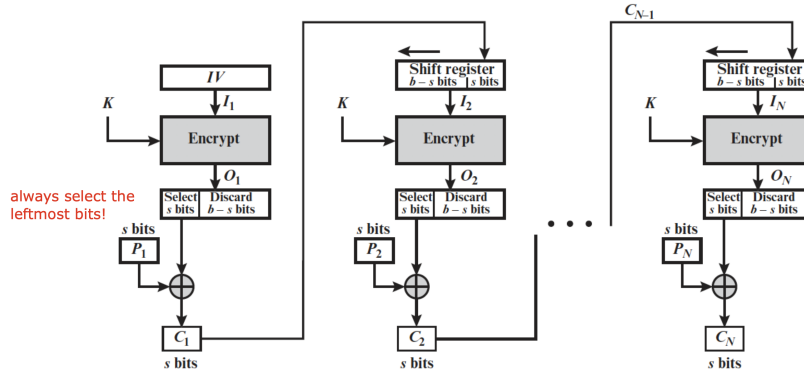 C_{N-1}
IV
Shift register
b – s bits | s bits
Shift register
b – s bits | s bits
K
I_1
K
I_2
K
I_N
Encrypt
Encrypt
Encrypt
O_1
O_2
O_N
always select the
leftmost bits!
Select
s bits
Discard
b – s bits
Select
s bits
Discard
b – s bits
Select
s bits
Discard
b – s bits
s bits
P_1
s bits
P_2
s bits
P_N
C_1
s bits
C_2
s bits
C_N
s bits